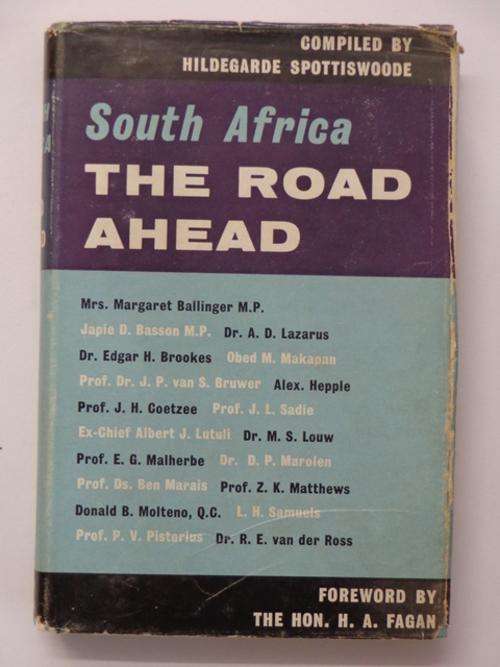 COMPILED BY
HILDEGARDE SPOTTISWOODE
South Africa
THE ROAD
AHEAD
Mrs. Margaret Ballinger M.P.
Japie D. Basson M.P. Dr. A. D. Lazarus
Dr. Edgar H. Brookes Obed M. Makapan
Prof. Dr. J. P. van S. Bruwer Alex. Hepple
Prof. J. H. Coetzee Prof. J. L. Sadie
Ex-Chief Albert J. Lutuli Dr. M. S. Louw
Prof. E. G. Malherbe Dr. D. P. Marolen
Prof. Ds. Ben Marais Prof. Z. K. Matthews
Donald B. Molteno, Q.C. L. H. Samuels
Prof. P. V. Pistorius Dr. R. E. van der Ross
FOREWORD BY
THE HON. H. A. FAGAN